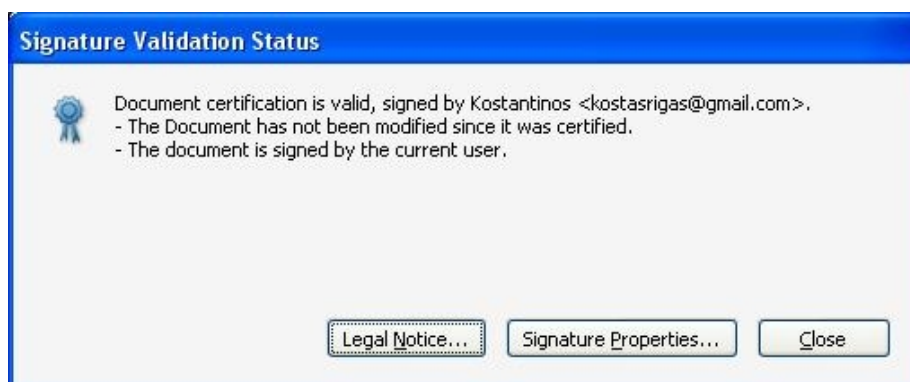 Signature Validation Status
Document certification is valid, signed by Kostantinos <kostasrigas@gmail.com>.
- The Document has not been modified since it was certified.
- The document is signed by the current user.
Legal Notice... Signature Properties... Close